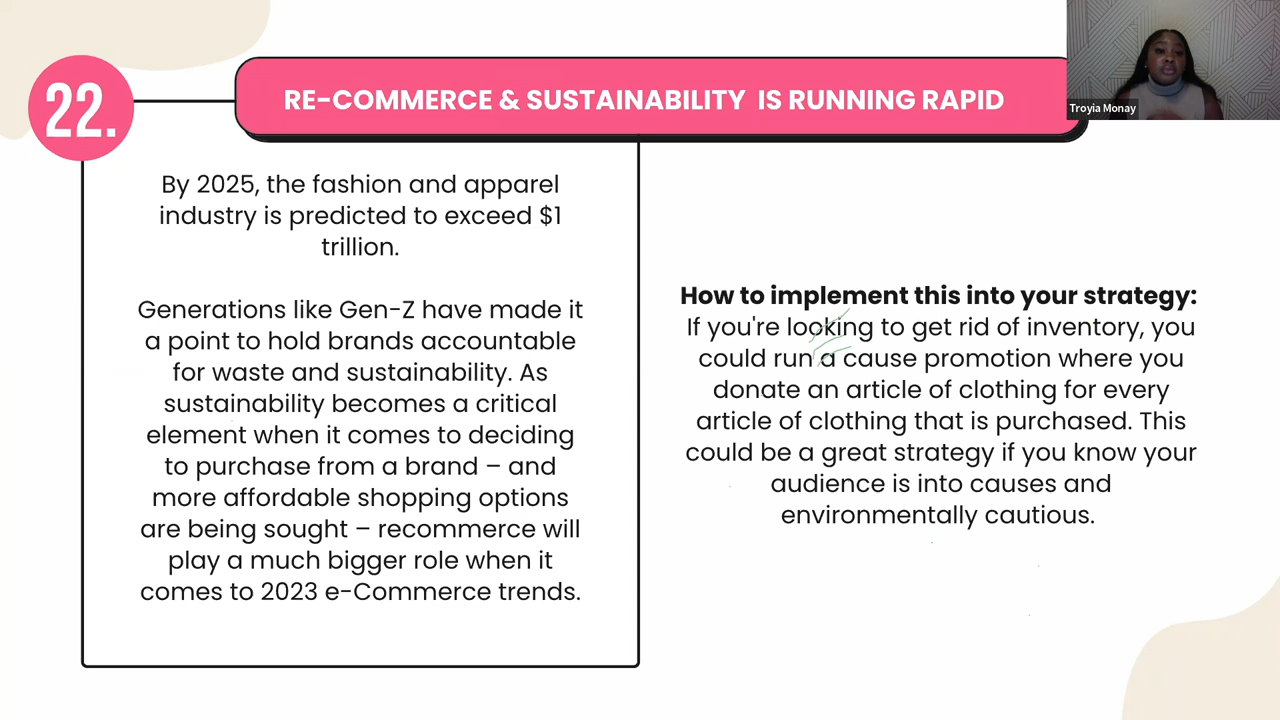 22.
RE-COMMERCE & SUSTAINABILITY IS RUNNING RAPID
Troyia Monay
By 2025, the fashion and apparel
industry is predicted to exceed $1
trillion.
Generations like Gen-Z have made it
a point to hold brands accountable
for waste and sustainability. As
sustainability becomes a critical
element when it comes to deciding
to purchase from a brand – and
more affordable shopping options
are being sought – recommerce will
play a much bigger role when it
comes to 2023 e-Commerce trends.
How to implement this into your strategy:
If you're looking to get rid of inventory, you
could run a cause promotion where you
donate an article of clothing for every
article of clothing that is purchased. This
could be a great strategy if you know your
audience is into causes and
environmentally cautious.